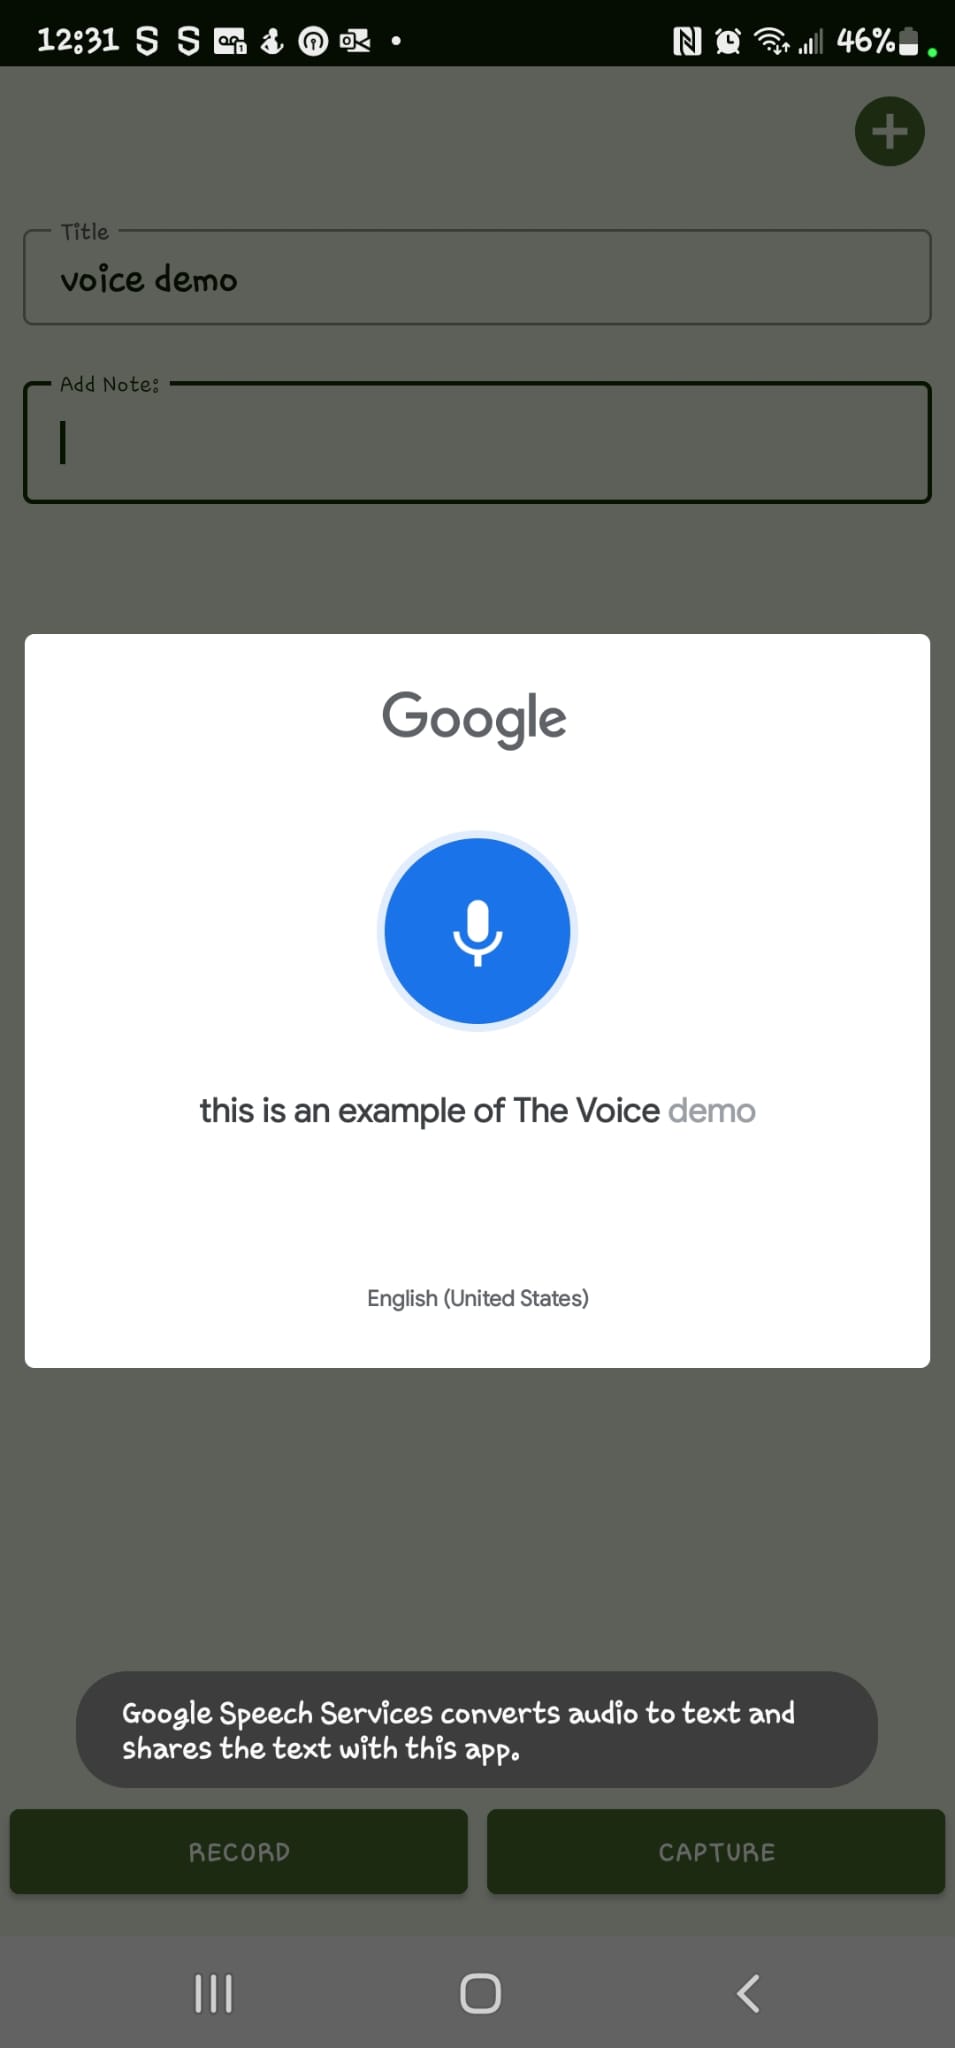 12:31 46%
Title
voice demo
Add Note:
Google
this is an example of The Voice demo
English (United States)
Google Speech Services converts audio to text and
shares the text with this app.
RECORD CAPTURE